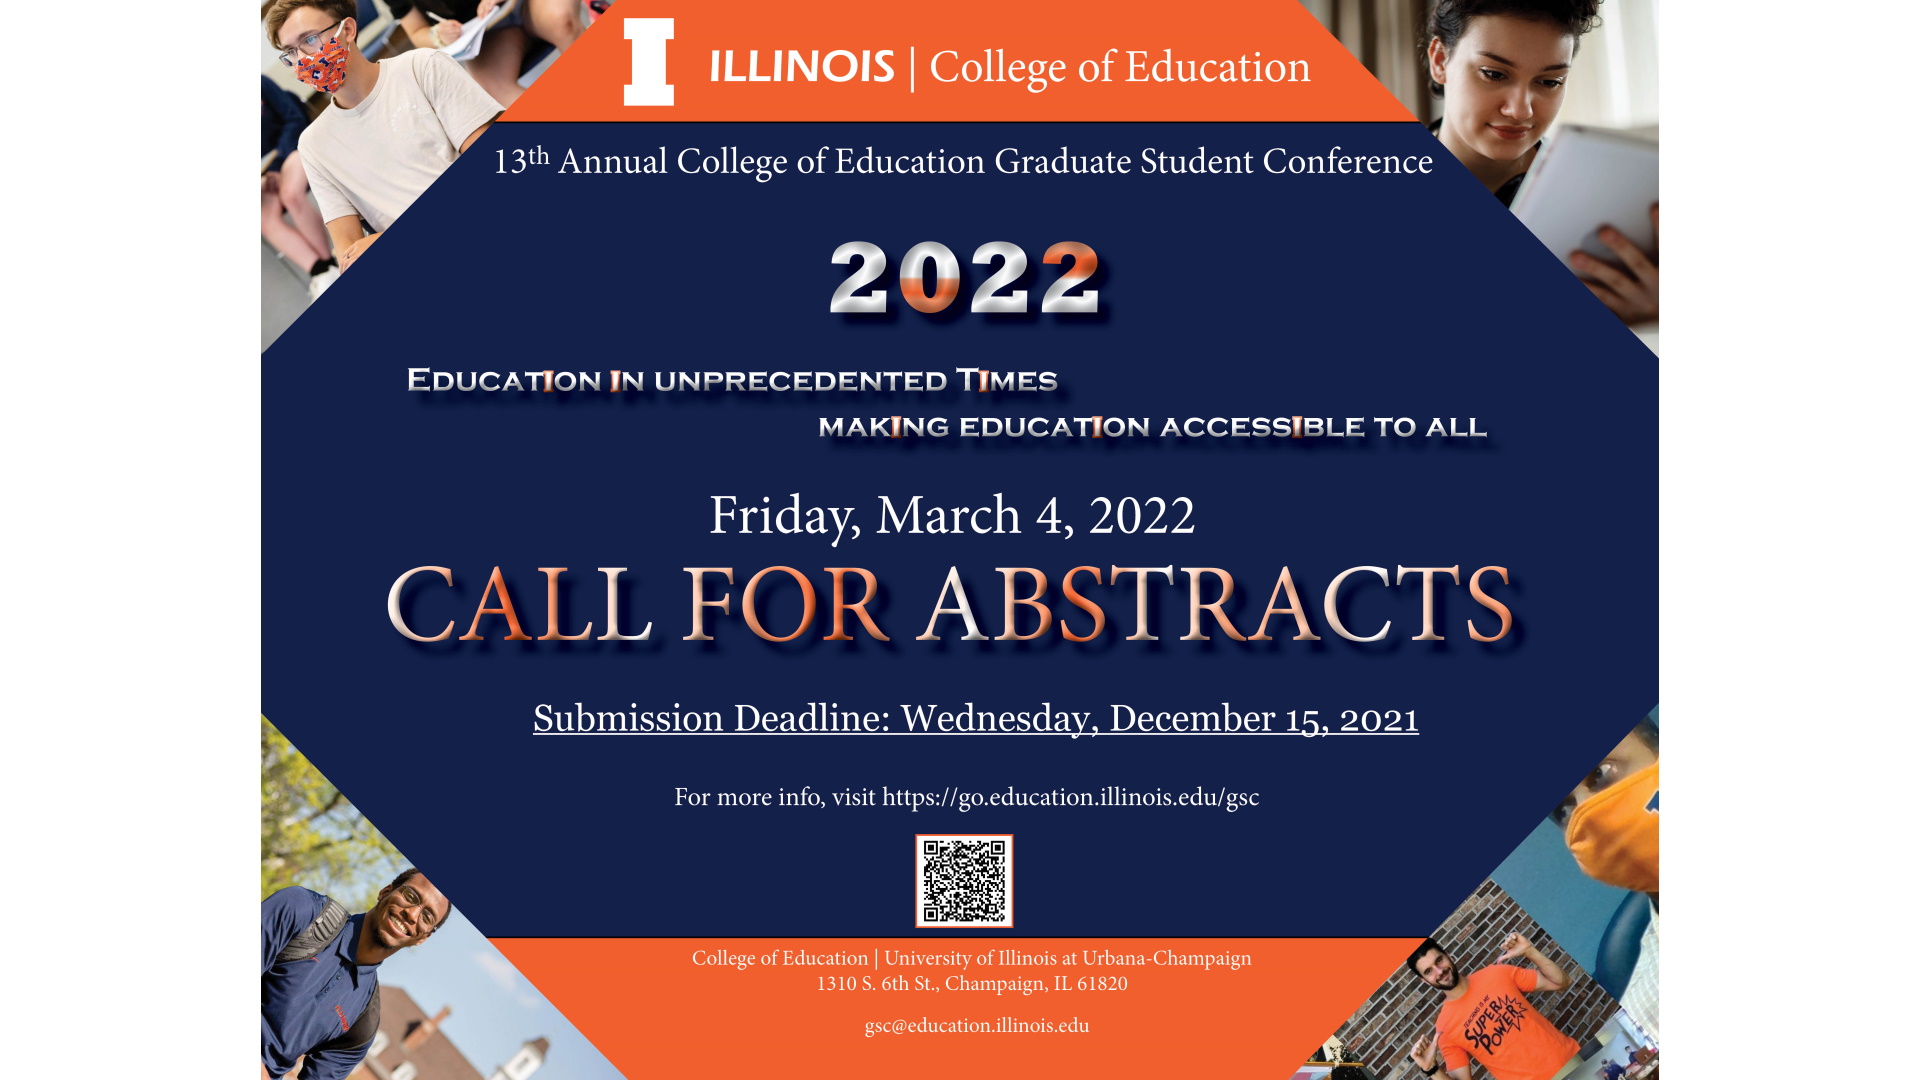 I ILLINOIS | College of Education
13th Annual College of Education Graduate Student Conference
2022
EDUCATION IN UNPRECEDENTED TIMES
MAKING EDUCATION ACCESSIBLE TO ALL
Friday, March 4, 2022
CALL FOR ABSTRACTS
Submission Deadline: Wednesday, December 15, 2021
For more info, visit https://go.education.illinois.edu/gsc
College of Education | University of Illinois at Urbana-Champaign
1310 S. 6th St., Champaign, IL 61820
gsc@education.illinois.edu
TEACHING IS MY
SUPER
POWER